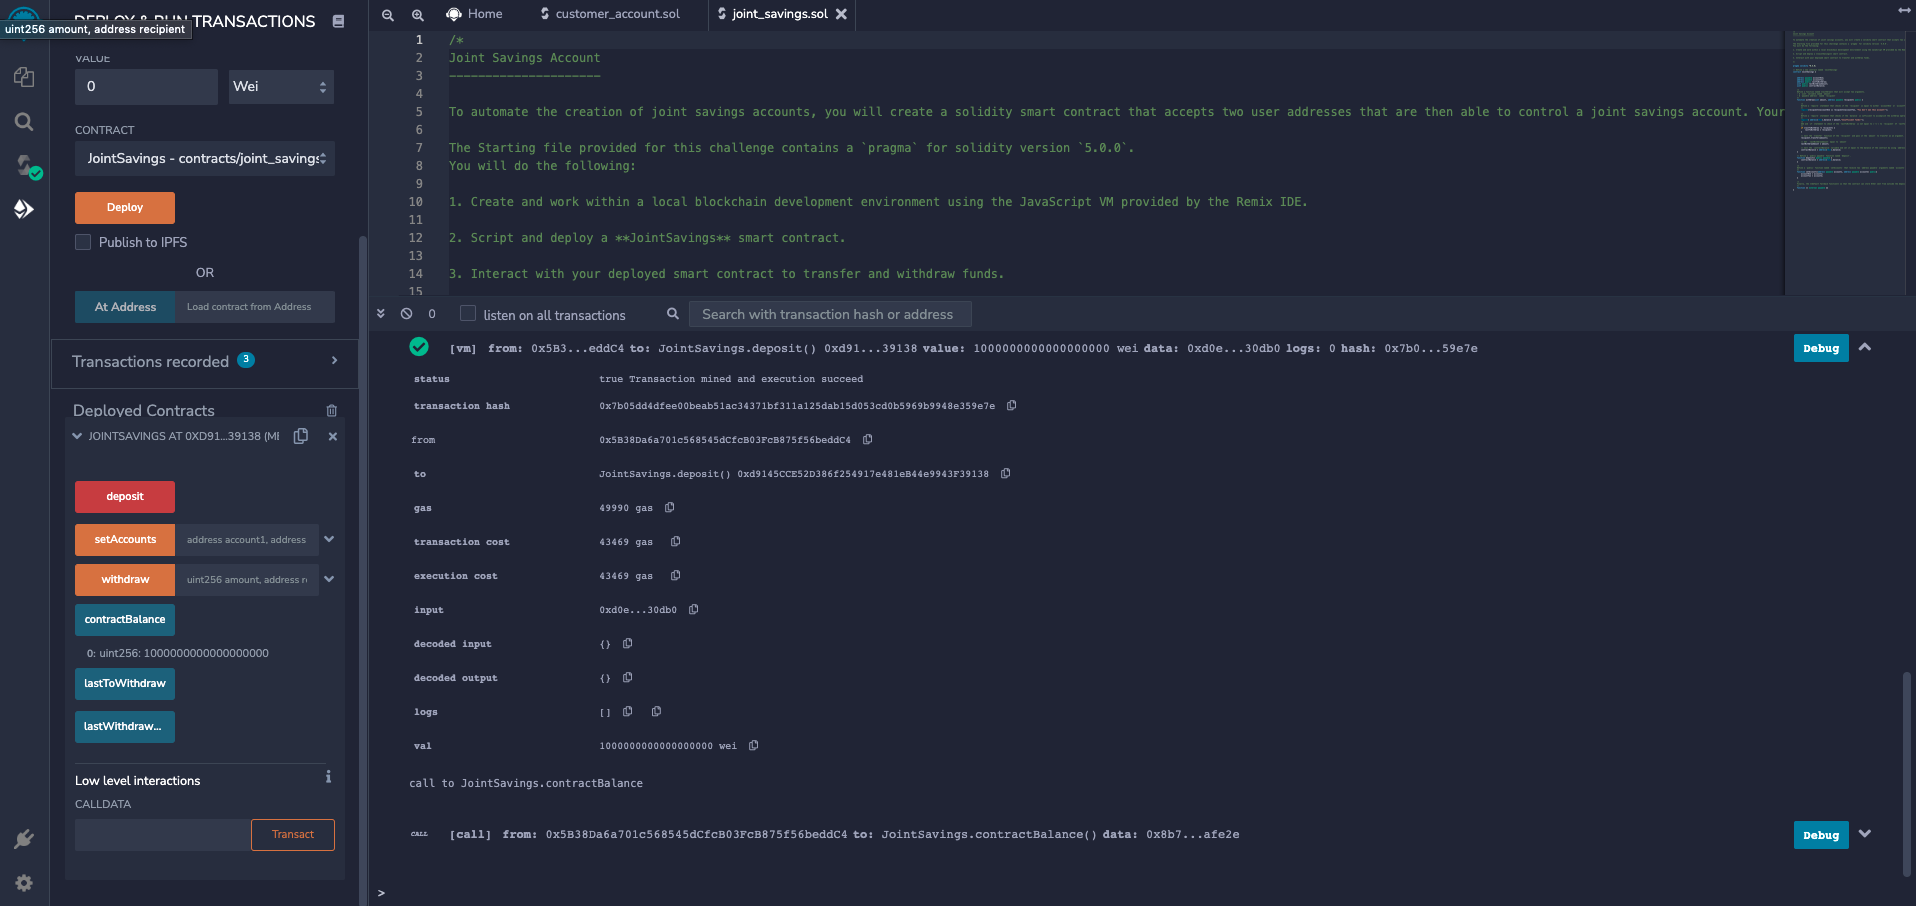 DEPLOY & RUN TRANSACTIONS
uint256 amount, address recipient
VALUE
0
Wei
CONTRACT
JointSavings - contracts/joint_savings
Deploy
Publish to IPFS
OR
At Address
Load contract from Address
Transactions recorded 3
Deployed Contracts
JOINTSAVINGS AT 0XD91...39138 (ME
deposit
setAccounts
address account1, address
withdraw
uint256 amount, address r
contractBalance
0: uint256: 1000000000000000000
lastToWithdraw
lastWithdraw...
Low level interactions
i
CALLDATA
Transact
Home
customer_account.sol
joint_savings.sol
1 /*
2 Joint Savings Account
3 ---------------------
4
5 To automate the creation of joint savings accounts, you will create a solidity smart contract that accepts two user addresses that are then able to control a joint savings account. Your
6
7 The Starting file provided for this challenge contains a `pragma` for solidity version `5.0.0`.
8 You will do the following:
9
10 1. Create and work within a local blockchain development environment using the JavaScript VM provided by the Remix IDE.
11
12 2. Script and deploy a **JointSavings** smart contract.
13
14 3. Interact with your deployed smart contract to transfer and withdraw funds.
15
0
listen on all transactions
Search with transaction hash or address
[vm] from: 0x5B3...eddC4 to: JointSavings.deposit() 0xd91...39138 value: 1000000000000000000 wei data: 0xd0e...30db0 logs: 0 hash: 0x7b0...59e7e
Debug
status true Transaction mined and execution succeed
transaction hash 0x7b05dd4dfee00beab51ac34371bf311a125dab15d053cd0b5969b9948e359e7e
from 0x5B38Da6a701c568545dCfcB03FcB875f56beddC4
to JointSavings.deposit() 0xd9145CCE52D386f254917e481eB44e9943F39138
gas 49990 gas
transaction cost 43469 gas
execution cost 43469 gas
input 0xd0e...30db0
decoded input {}
decoded output {}
logs []
val 1000000000000000000 wei
call to JointSavings.contractBalance
CALL [call] from: 0x5B38Da6a701c568545dCfcB03FcB875f56beddC4 to: JointSavings.contractBalance() data: 0x8b7...afe2e
Debug
>